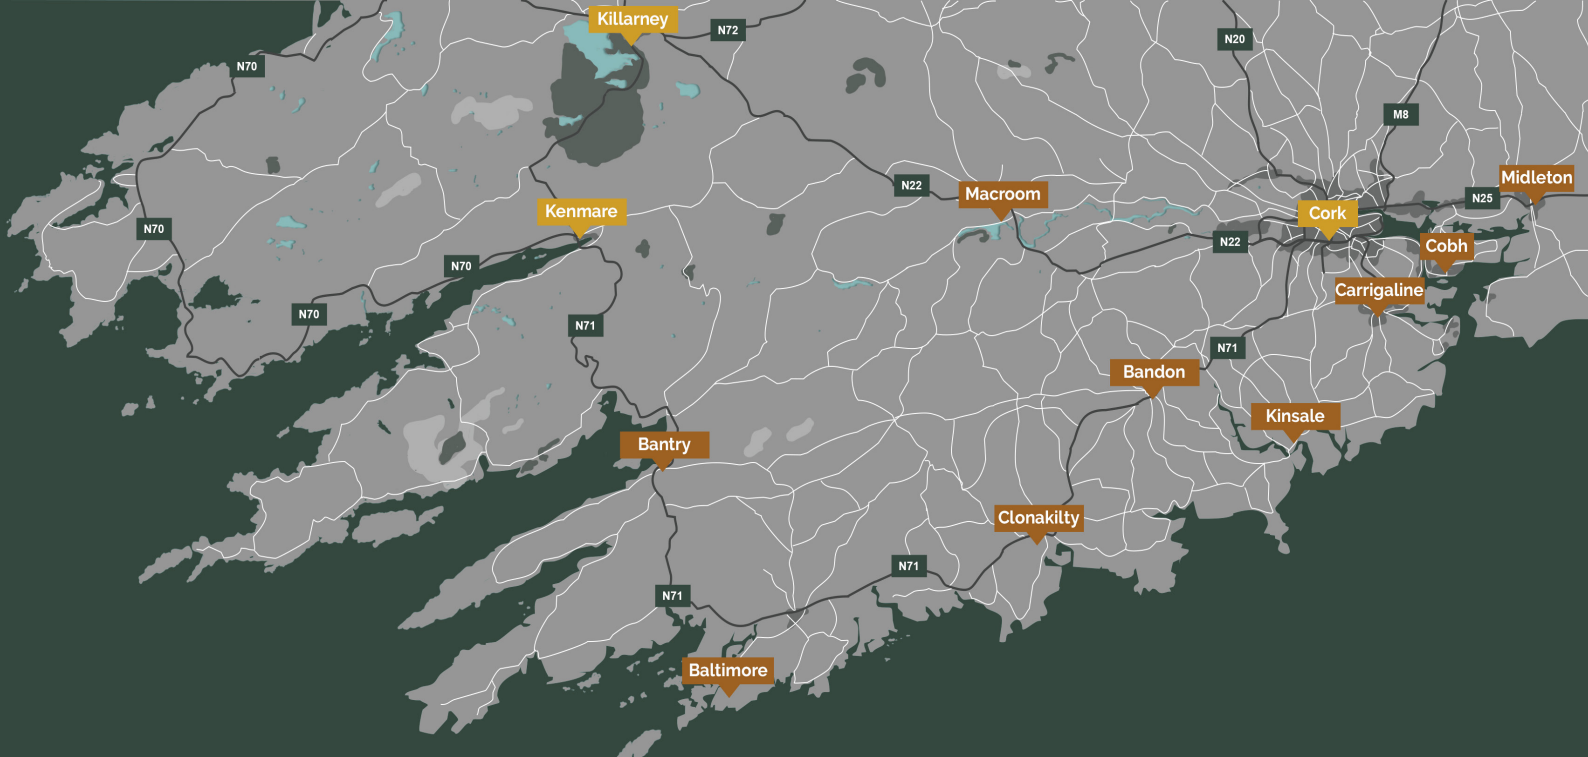 Killarney
N72
N20
N70
M8
Midleton
N22
Macroom
N25
Kenmare
Cork
N70
N22
Cobh
N70
Carrigaline
N70
N71
N71
Bandon
Kinsale
Bantry
Clonakilty
N71
N71
Baltimore